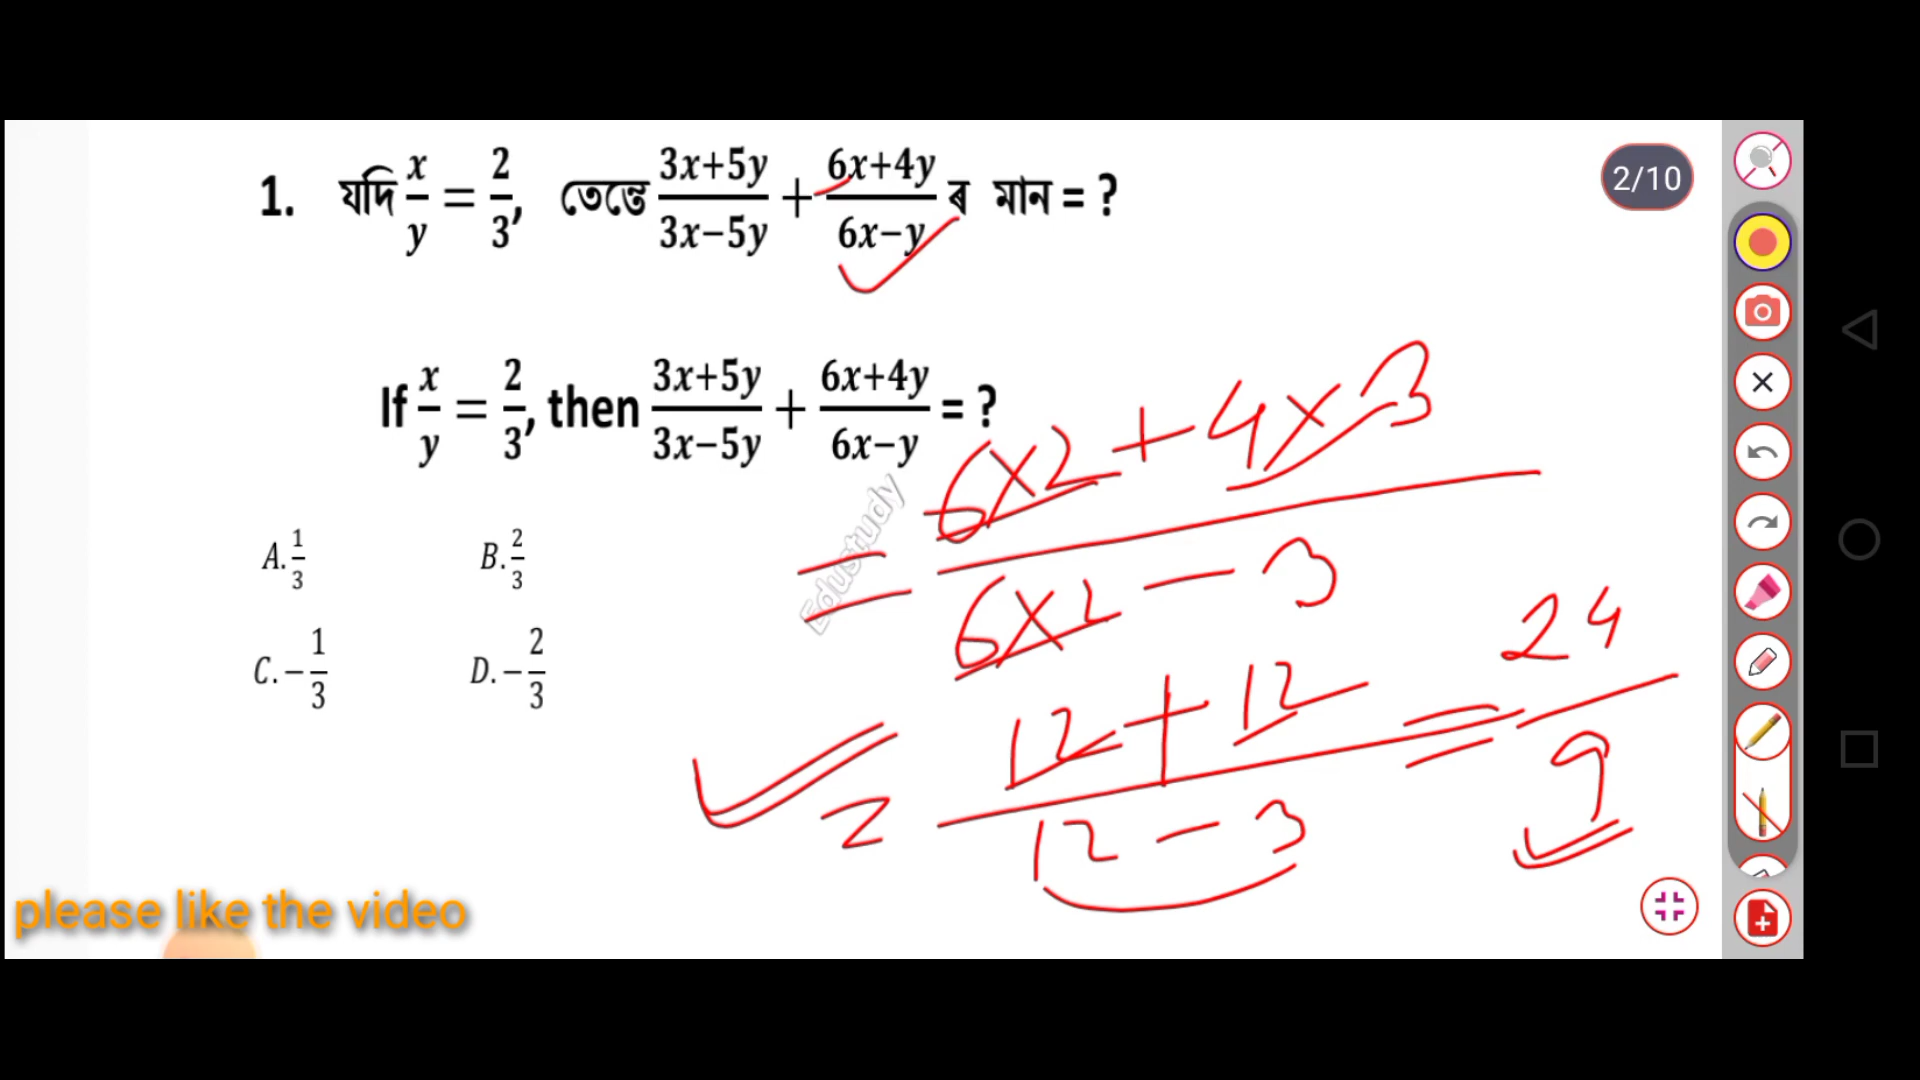 1. যদি x/y = 2/3, তেন্তে (3x+5y)/(3x−5y) + (6x+4y)/(6x−y) ৰ মান = ?
2/10
If x/y = 2/3, then (3x+5y)/(3x−5y) + (6x+4y)/(6x−y) = ?
= (6×2 + 4×3)/(6×2 − 3)
A. 1/3 B. 2/3
C. −1/3 D. −2/3
= (12+12)/(12−3) = 24/9
Edustudy
please like the video